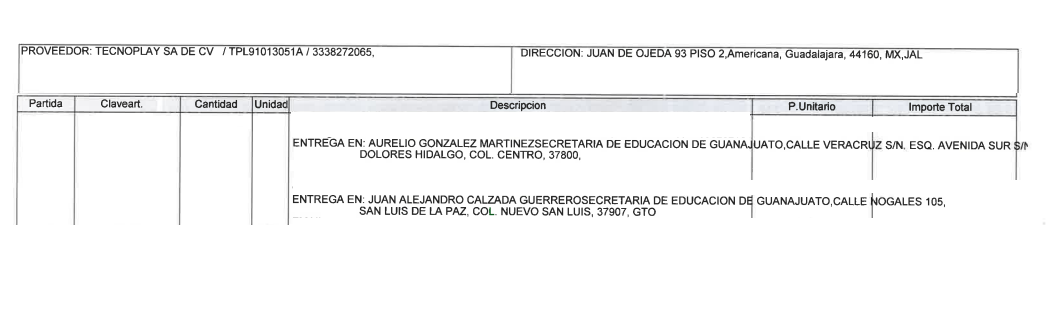 PROVEEDOR: TECNOPLAY SA DE CV / TPL91013051A / 3338272065,
DIRECCION: JUAN DE OJEDA 93 PISO 2,Americana, Guadalajara, 44160, MX,JAL
Partida Claveart. Cantidad Unidad Descripcion P.Unitario Importe Total
ENTREGA EN: AURELIO GONZALEZ MARTINEZSECRETARIA DE EDUCACION DE GUANAJUATO,CALLE VERACRUZ S/N. ESQ. AVENIDA SUR S/N
DOLORES HIDALGO, COL. CENTRO, 37800,
ENTREGA EN: JUAN ALEJANDRO CALZADA GUERREROSECRETARIA DE EDUCACION DE GUANAJUATO,CALLE NOGALES 105,
SAN LUIS DE LA PAZ, COL. NUEVO SAN LUIS, 37907, GTO